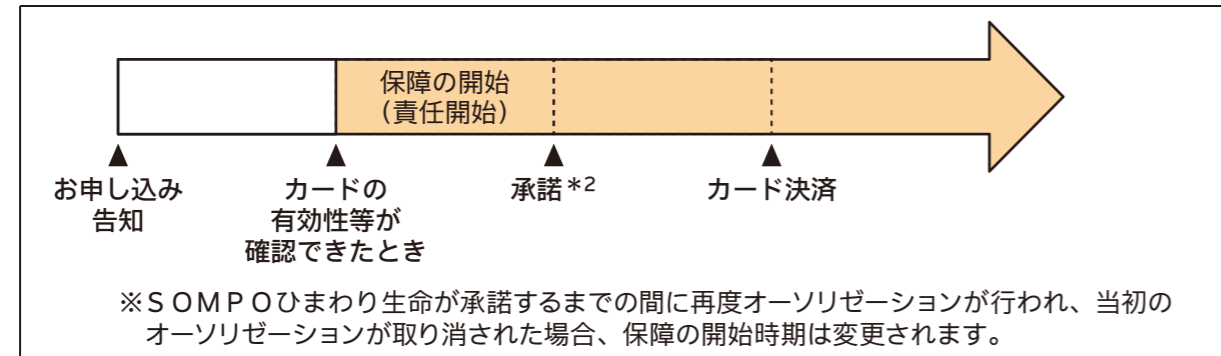 保障の開始
（責任開始）
▲
お申し込み
告知
▲
カードの
有効性等が
確認できたとき
▲
承諾*2
▲
カード決済
※ＳＯＭＰＯひまわり生命が承諾するまでの間に再度オーソリゼーションが行われ、当初の
オーソリゼーションが取り消された場合、保障の開始時期は変更されます。